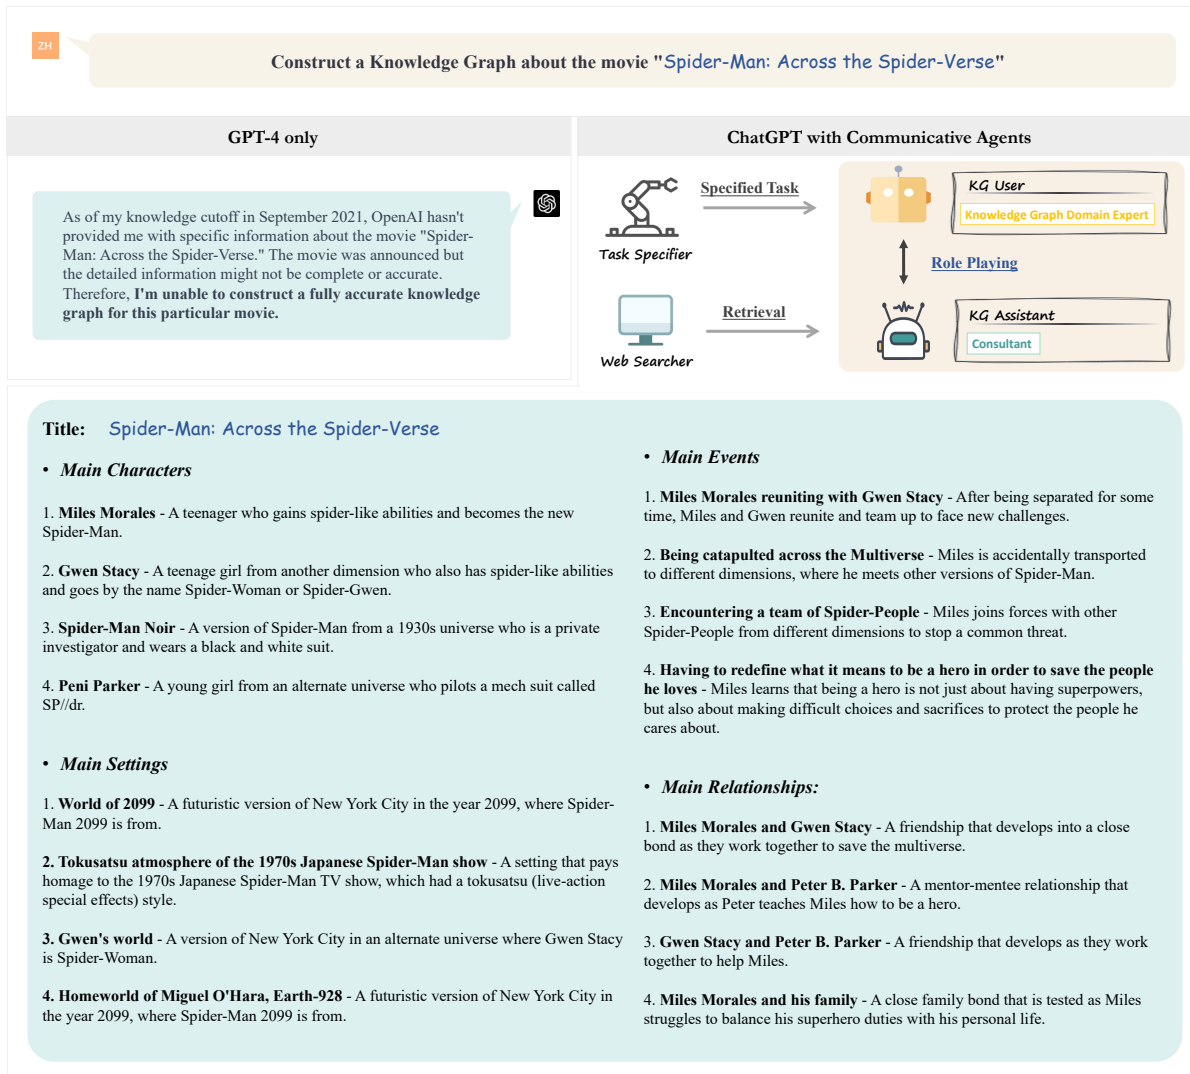 ZH
Construct a Knowledge Graph about the movie "Spider-Man: Across the Spider-Verse"
GPT-4 only
As of my knowledge cutoff in September 2021, OpenAI hasn't
provided me with specific information about the movie "Spider-
Man: Across the Spider-Verse." The movie was announced but
the detailed information might not be complete or accurate.
Therefore, I'm unable to construct a fully accurate knowledge
graph for this particular movie.
ChatGPT with Communicative Agents
Task Specifier
Specified Task
KG User
Knowledge Graph Domain Expert
Role Playing
Web Searcher
Retrieval
KG Assistant
Consultant
Title: Spider-Man: Across the Spider-Verse
• Main Characters
1. Miles Morales - A teenager who gains spider-like abilities and becomes the new
Spider-Man.
2. Gwen Stacy - A teenage girl from another dimension who also has spider-like abilities
and goes by the name Spider-Woman or Spider-Gwen.
3. Spider-Man Noir - A version of Spider-Man from a 1930s universe who is a private
investigator and wears a black and white suit.
4. Peni Parker - A young girl from an alternate universe who pilots a mech suit called
SP//dr.
• Main Settings
1. World of 2099 - A futuristic version of New York City in the year 2099, where Spider-
Man 2099 is from.
2. Tokusatsu atmosphere of the 1970s Japanese Spider-Man show - A setting that pays
homage to the 1970s Japanese Spider-Man TV show, which had a tokusatsu (live-action
special effects) style.
3. Gwen's world - A version of New York City in an alternate universe where Gwen Stacy
is Spider-Woman.
4. Homeworld of Miguel O'Hara, Earth-928 - A futuristic version of New York City in
the year 2099, where Spider-Man 2099 is from.
• Main Events
1. Miles Morales reuniting with Gwen Stacy - After being separated for some
time, Miles and Gwen reunite and team up to face new challenges.
2. Being catapulted across the Multiverse - Miles is accidentally transported
to different dimensions, where he meets other versions of Spider-Man.
3. Encountering a team of Spider-People - Miles joins forces with other
Spider-People from different dimensions to stop a common threat.
4. Having to redefine what it means to be a hero in order to save the people
he loves - Miles learns that being a hero is not just about having superpowers,
but also about making difficult choices and sacrifices to protect the people he
cares about.
• Main Relationships:
1. Miles Morales and Gwen Stacy - A friendship that develops into a close
bond as they work together to save the multiverse.
2. Miles Morales and Peter B. Parker - A mentor-mentee relationship that
develops as Peter teaches Miles how to be a hero.
3. Gwen Stacy and Peter B. Parker - A friendship that develops as they work
together to help Miles.
4. Miles Morales and his family - A close family bond that is tested as Miles
struggles to balance his superhero duties with his personal life.